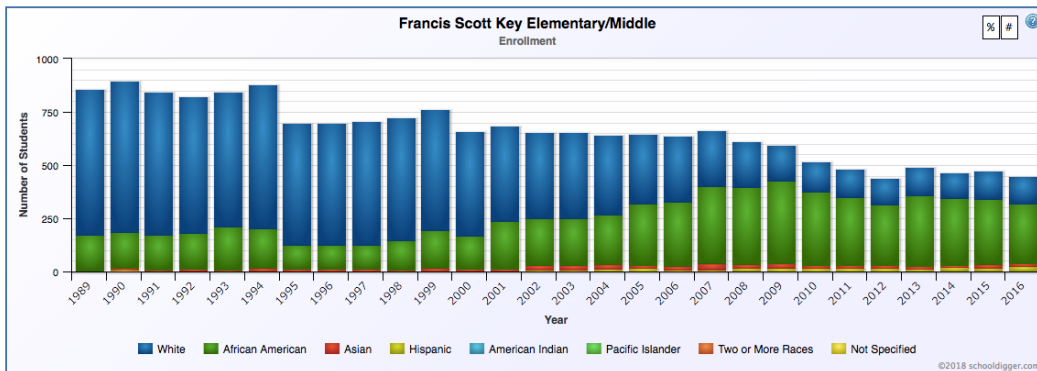 Francis Scott Key Elementary/Middle
Enrollment
% #
?
Number of Students
1000
750
500
250
0
1989 1990 1991 1992 1993 1994 1995 1996 1997 1998 1999 2000 2001 2002 2003 2004 2005 2006 2007 2008 2009 2010 2011 2012 2013 2014 2015 2016
Year
White African American Asian Hispanic American Indian Pacific Islander Two or More Races Not Specified
©2018 schooldigger.com